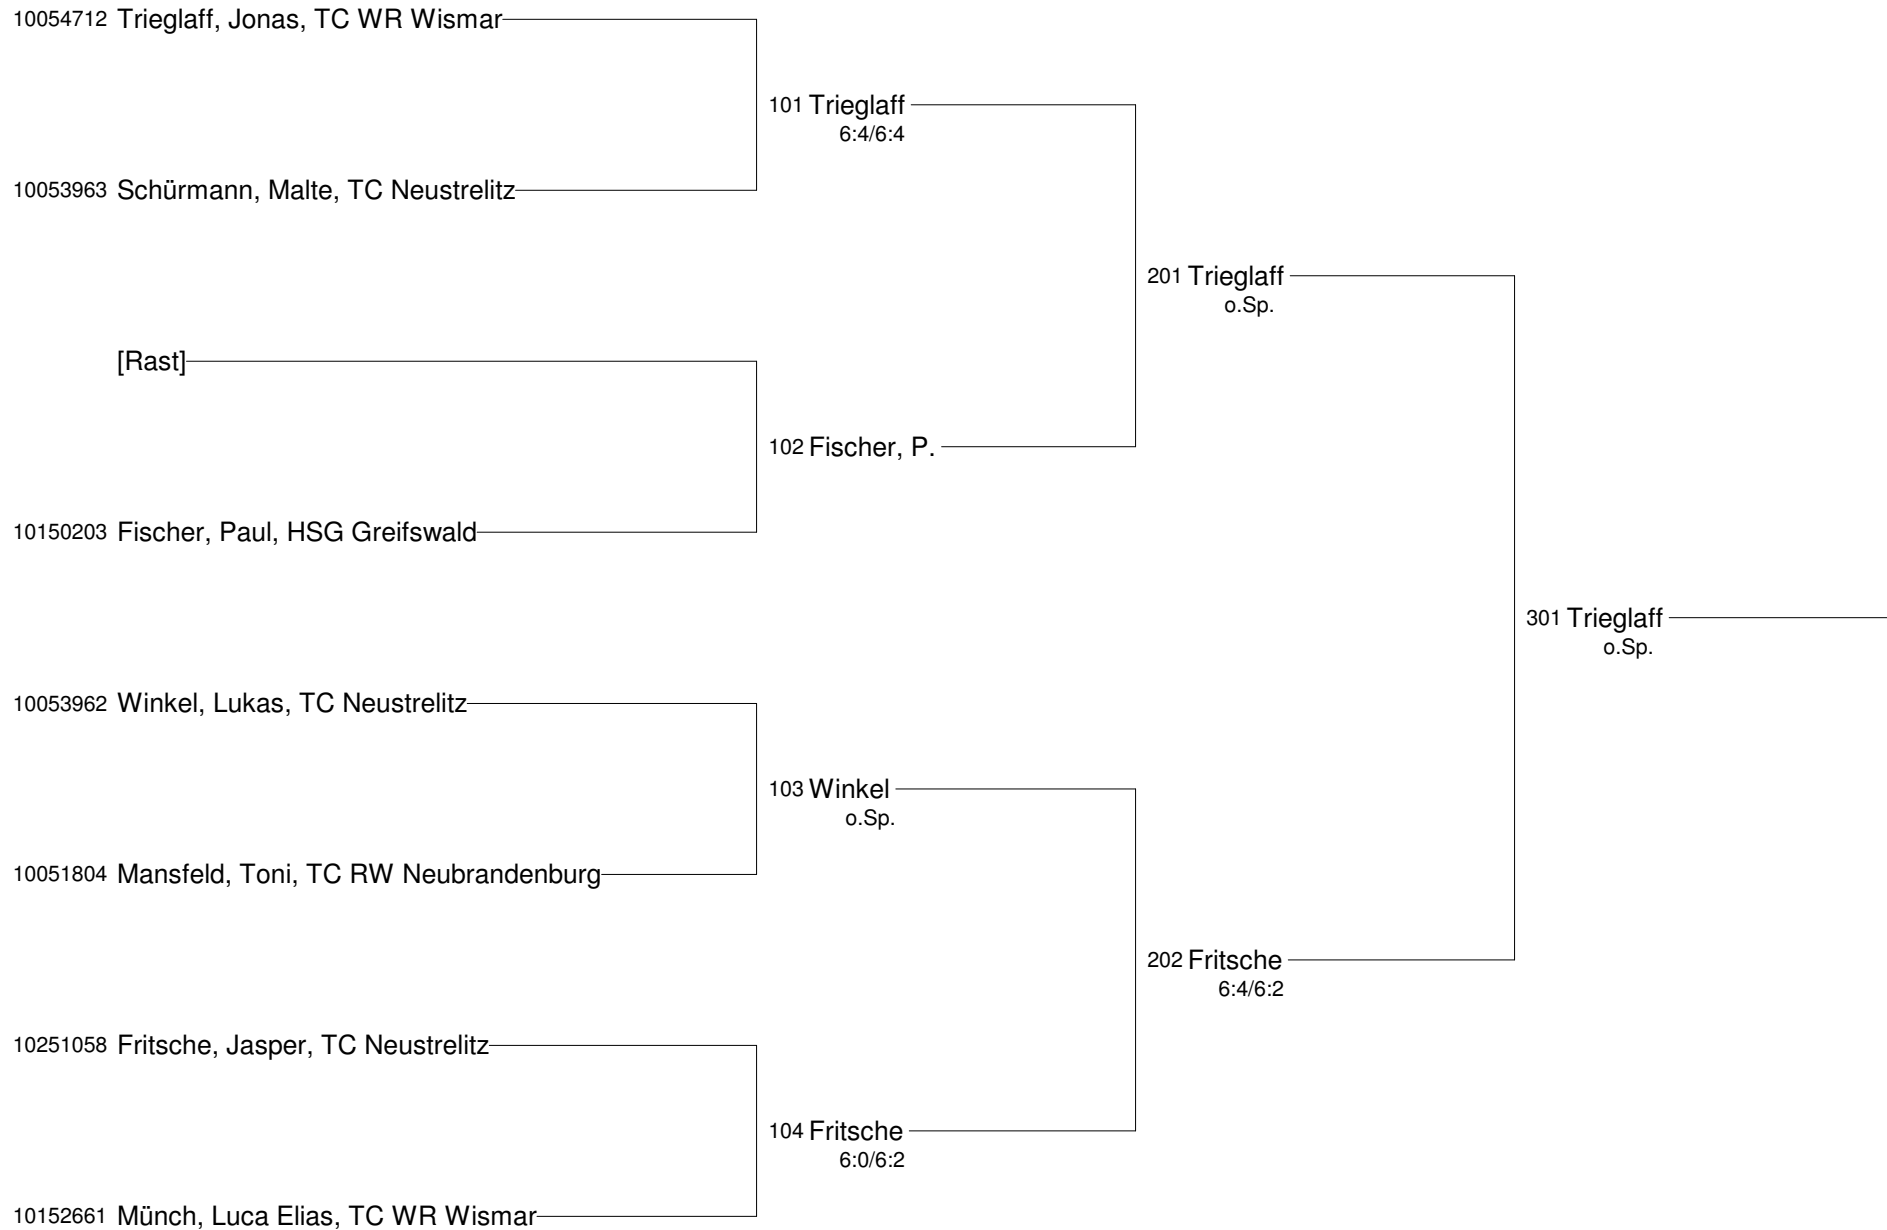 10054712 Trieglaff, Jonas, TC WR Wismar
101 Trieglaff
6:4/6:4
10053963 Schürmann, Malte, TC Neustrelitz
201 Trieglaff
o.Sp.
[Rast]
102 Fischer, P.
10150203 Fischer, Paul, HSG Greifswald
301 Trieglaff
o.Sp.
10053962 Winkel, Lukas, TC Neustrelitz
103 Winkel
o.Sp.
10051804 Mansfeld, Toni, TC RW Neubrandenburg
202 Fritsche
6:4/6:2
10251058 Fritsche, Jasper, TC Neustrelitz
104 Fritsche
6:0/6:2
10152661 Münch, Luca Elias, TC WR Wismar